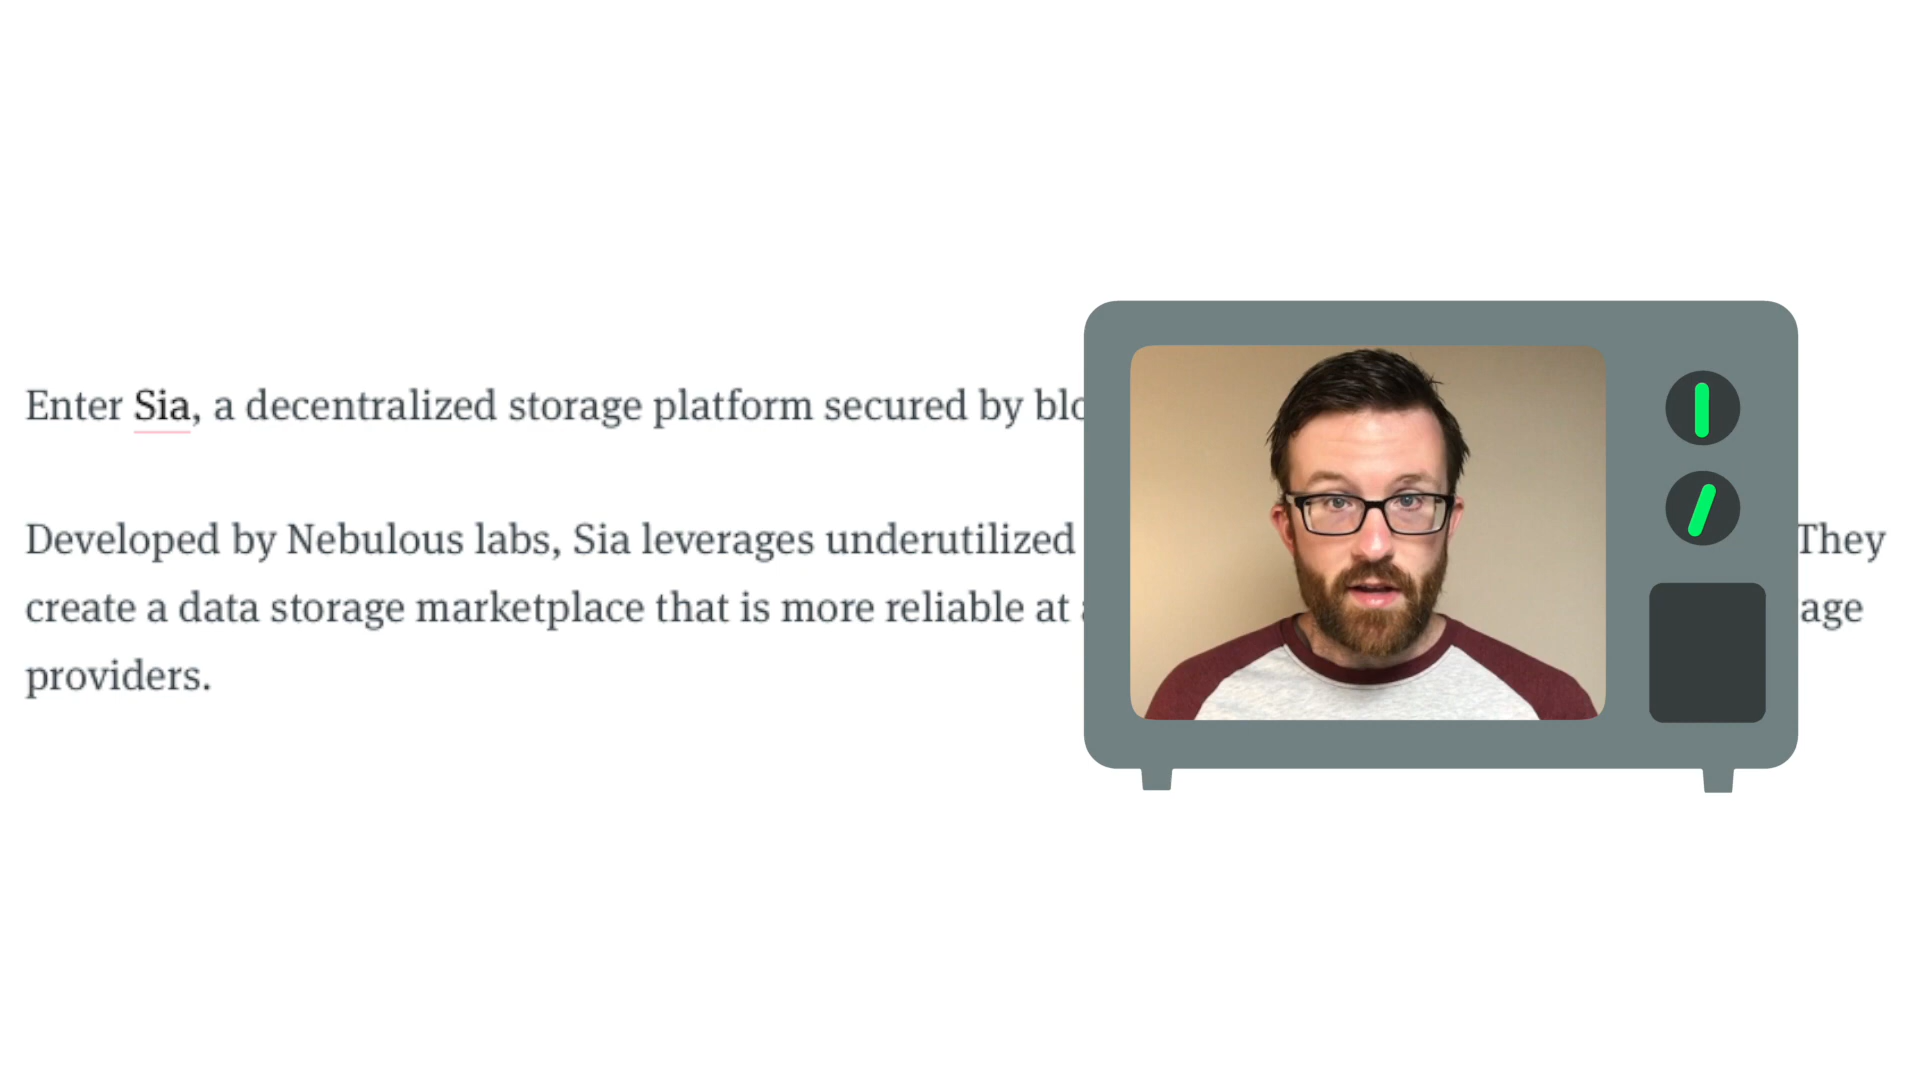 Enter Sia, a decentralized storage platform secured by
Developed by Nebulous labs, Sia leverages underutilized They
create a data storage marketplace that is more reliable at age
providers.